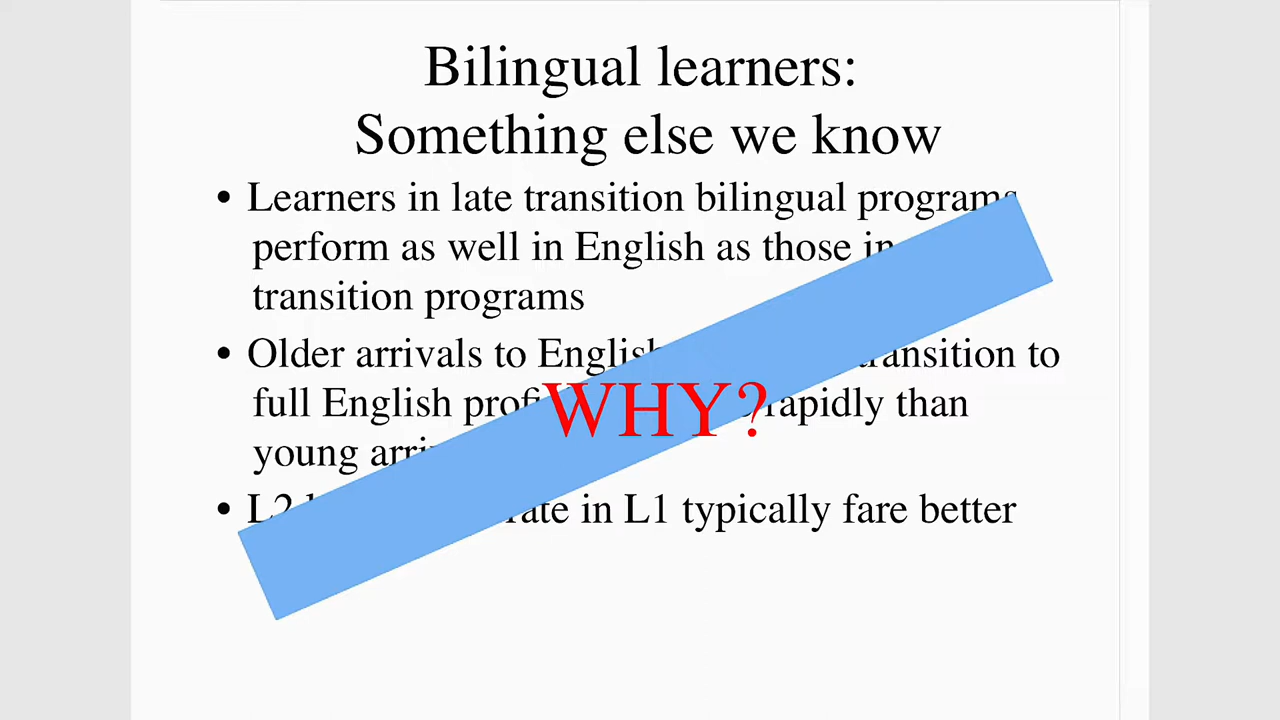 Bilingual learners:
Something else we know
• Learners in late transition bilingual programs
perform as well in English as those in
transition programs
• Older arrivals to English transition to
full English rapidly than
young
• L2 in L1 typically fare better
WHY?